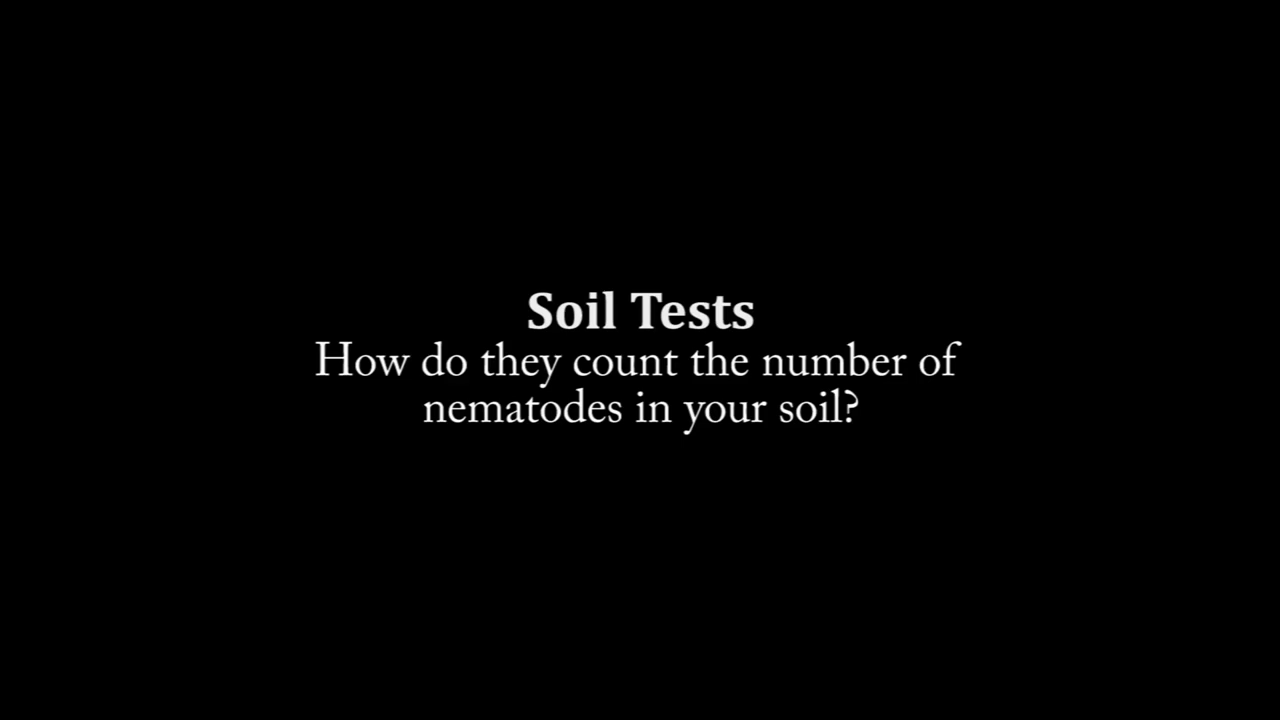 Soil Tests
How do they count the number of
nematodes in your soil?